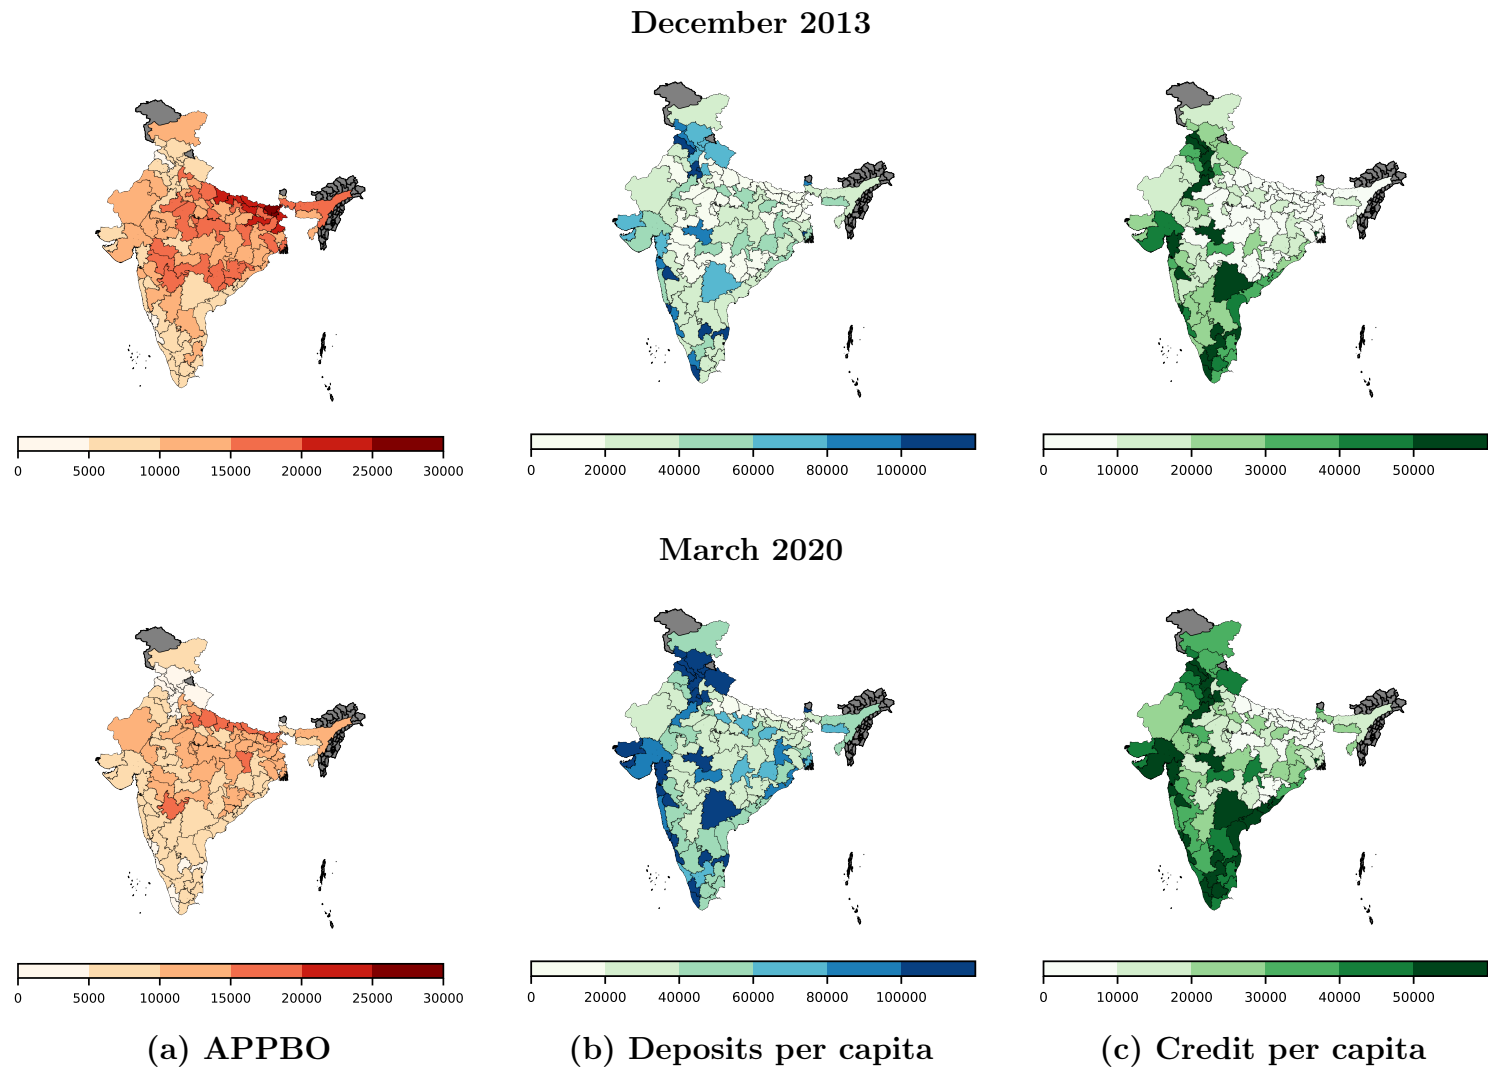 December 2013
0 5000 10000 15000 20000 25000 30000
0 20000 40000 60000 80000 100000
0 10000 20000 30000 40000 50000
March 2020
0 5000 10000 15000 20000 25000 30000
0 20000 40000 60000 80000 100000
0 10000 20000 30000 40000 50000
(a) APPBO
(b) Deposits per capita
(c) Credit per capita